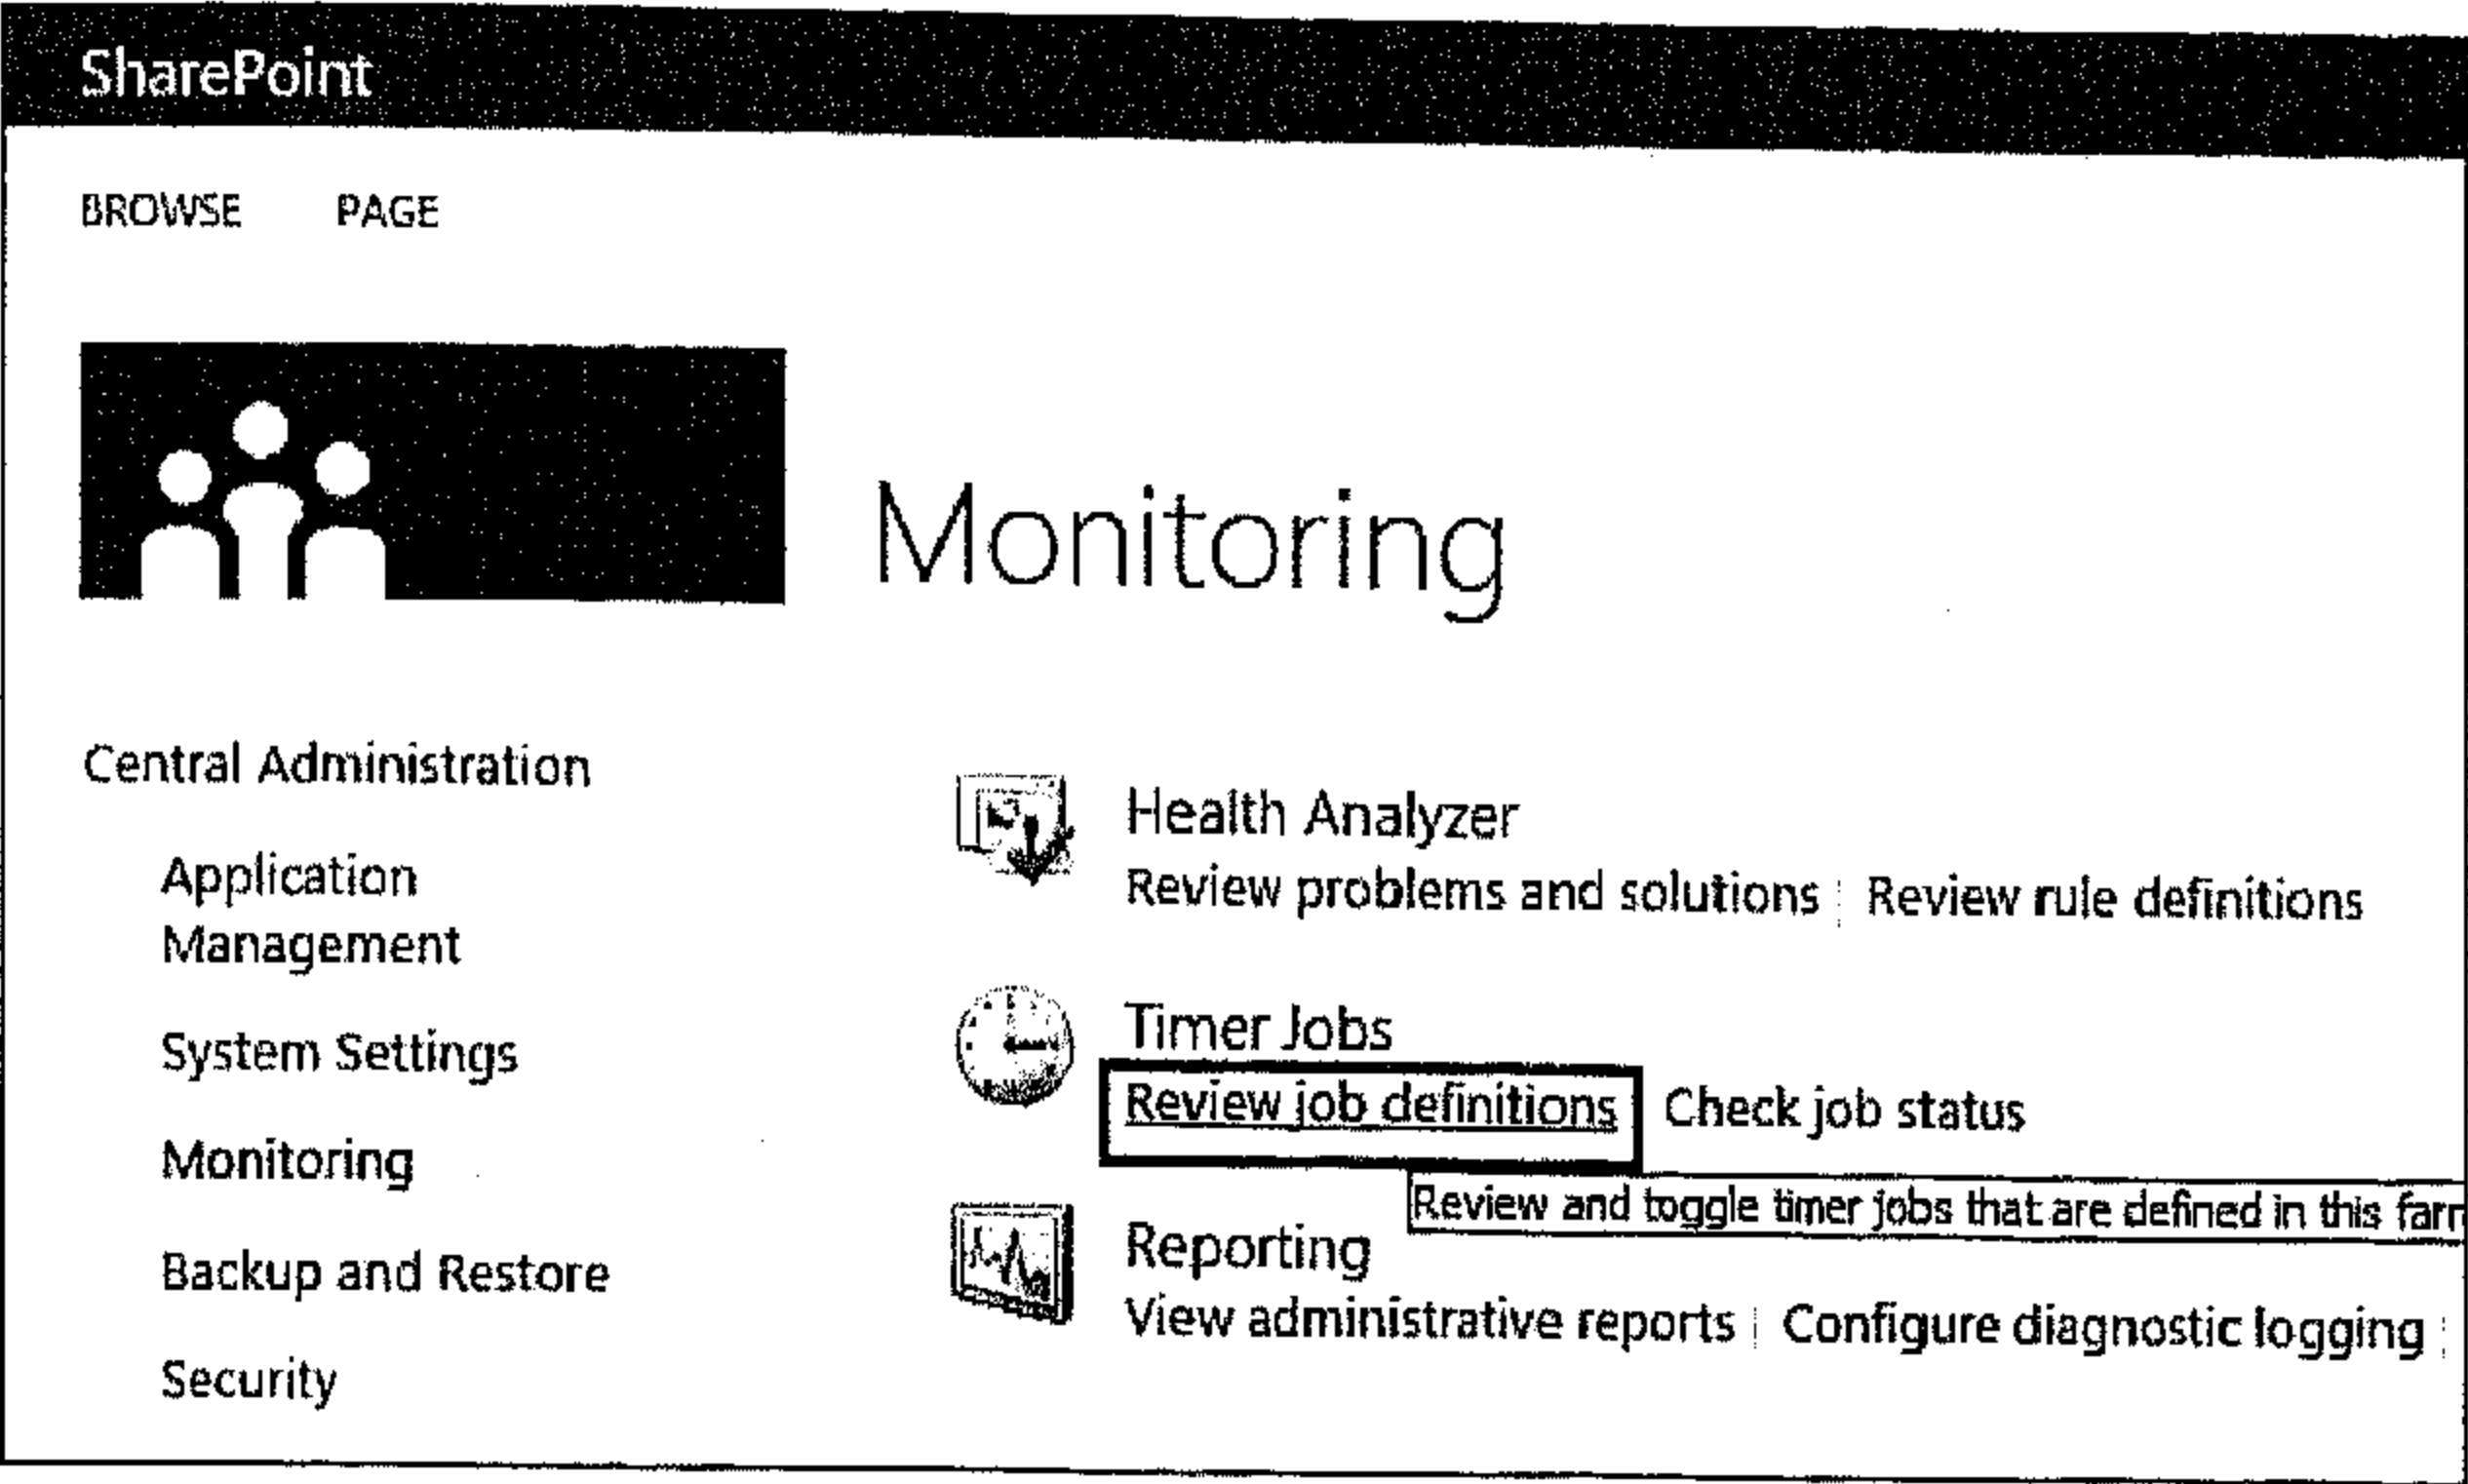 SharePoint
BROWSE PAGE
Monitoring
Central Administration
Application
Management
System Settings
Monitoring
Backup and Restore
Security
Health Analyzer
Review problems and solutions | Review rule definitions
Timer Jobs
Review job definitions Check job status
Review and toggle timer jobs that are defined in this farm
Reporting
View administrative reports | Configure diagnostic logging |